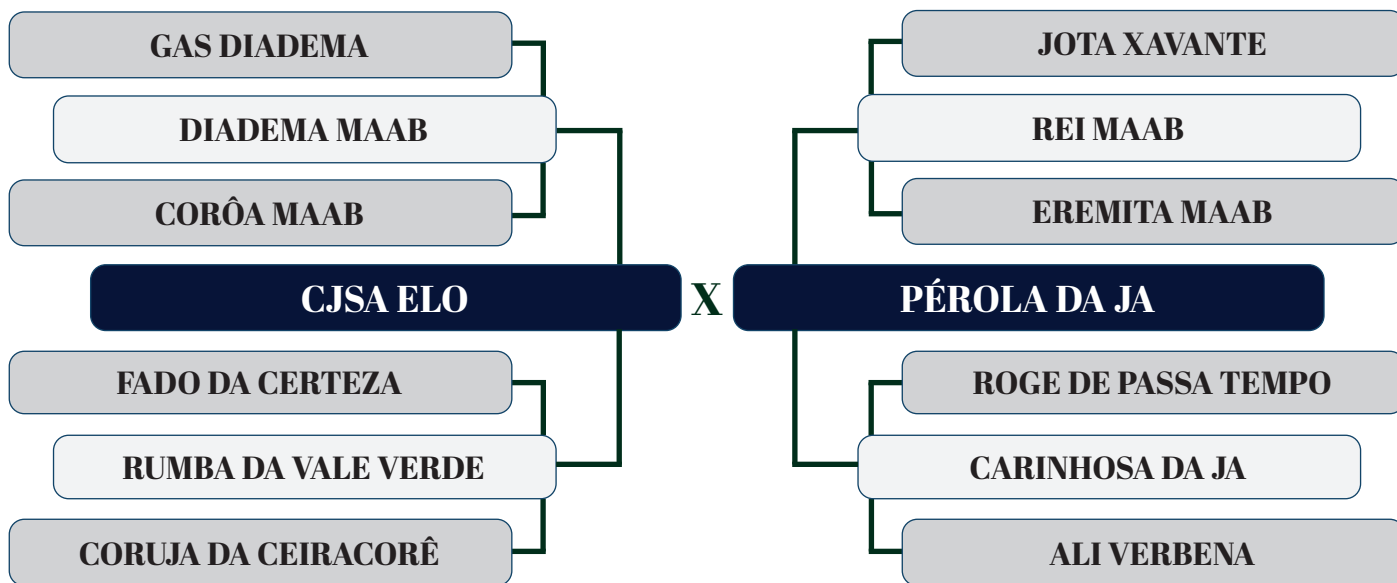 GAS DIADEMA
DIADEMA MAAB
CORÔA MAAB
CJSA ELO
FADO DA CERTEZA
RUMBA DA VALE VERDE
CORUJA DA CEIRACORÊ
X
JOTA XAVANTE
REI MAAB
EREMITA MAAB
PÉROLA DA JA
ROGE DE PASSA TEMPO
CARINHOSA DA JA
ALI VERBENA